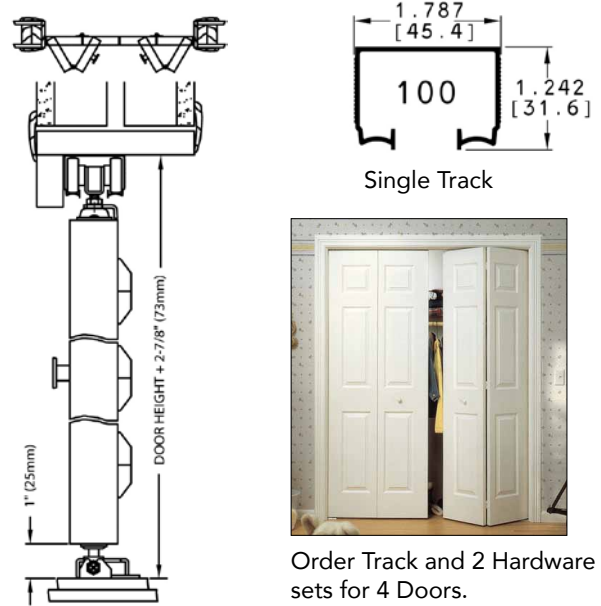 1.787
[45.4]
100
1.242
[31.6]
Single Track
DOOR HEIGHT + 2-7/8" (73mm)
1" (25mm)
Order Track and 2 Hardware
sets for 4 Doors.